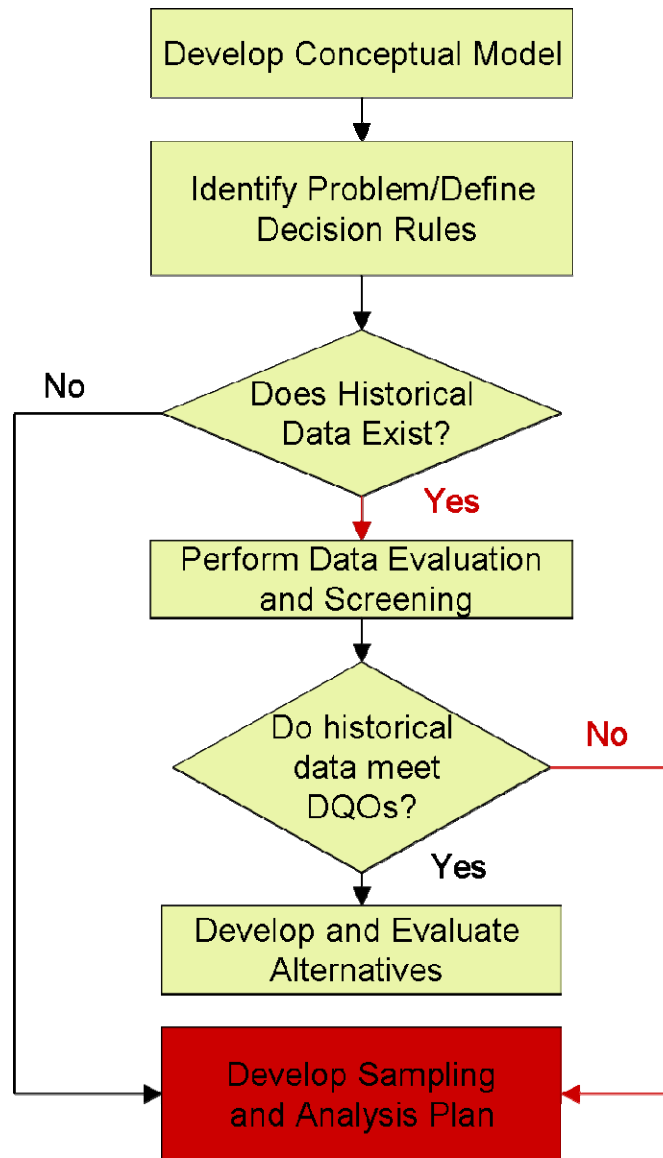 Develop Conceptual Model
Identify Problem/Define
Decision Rules
No
Does Historical
Data Exist?
Yes
Perform Data Evaluation
and Screening
Do historical
data meet
DQOs?
No
Yes
Develop and Evaluate
Alternatives
Develop Sampling
and Analysis Plan